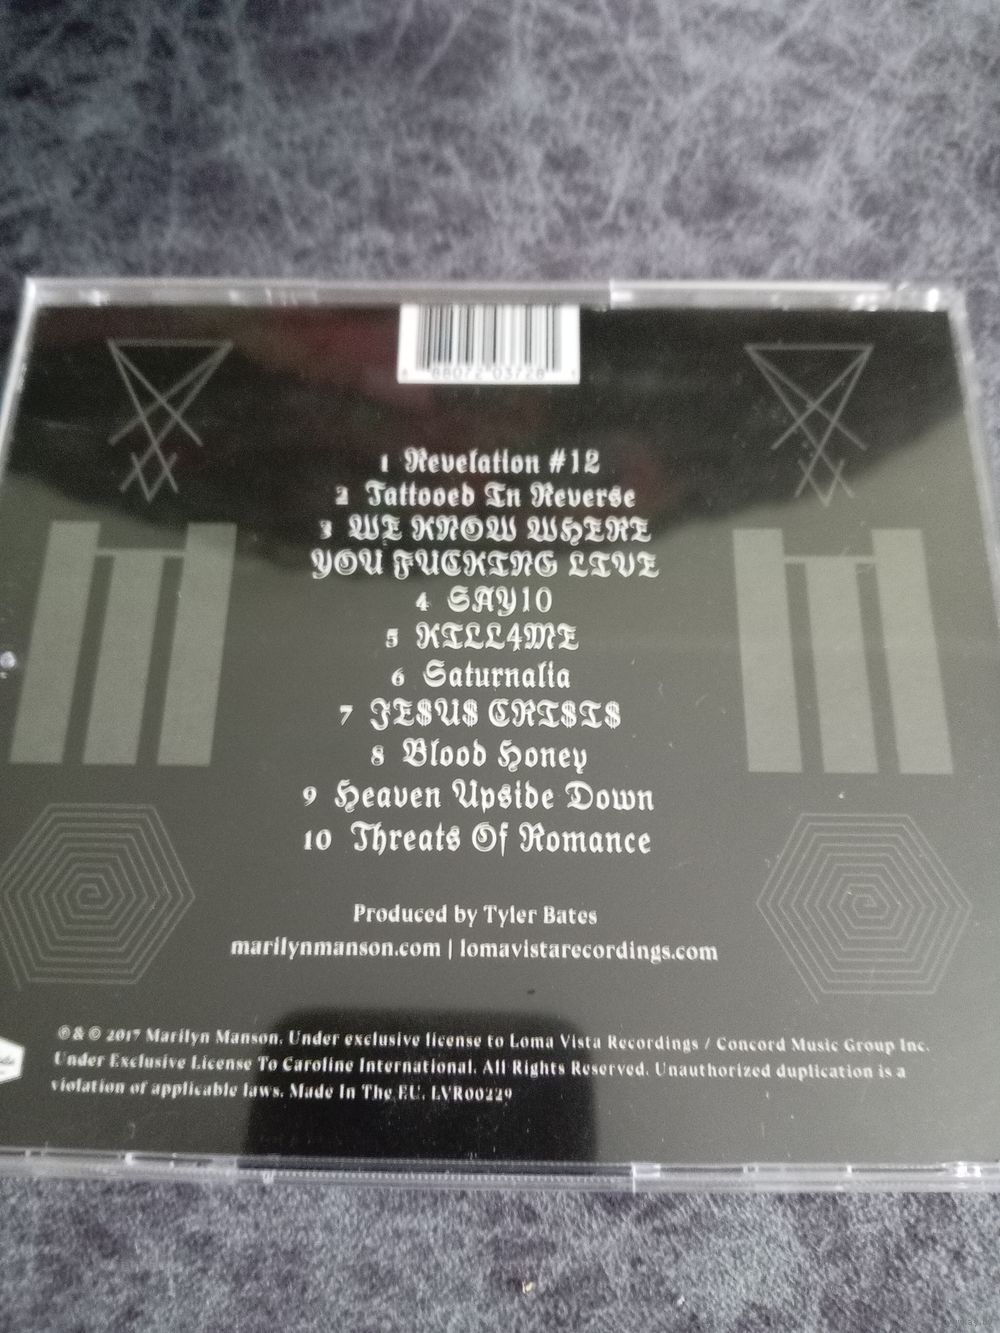 88072 03728
1 Revelation #12
2 Tattooed In Reverse
3 WE KNOW WHERE
YOU FUCKING LIVE
4 SAY10
5 KILL4ME
6 Saturnalia
7 JE$U$ CRI$I$
8 Blood Honey
9 Heaven Upside Down
10 Threats Of Romance
Produced by Tyler Bates
marilynmanson.com | lomavistarecordings.com
℗ & © 2017 Marilyn Manson. Under exclusive license to Loma Vista Recordings / Concord Music Group Inc.
Under Exclusive License To Caroline International. All Rights Reserved. Unauthorized duplication is a
violation of applicable laws. Made In The EU. LVR00229